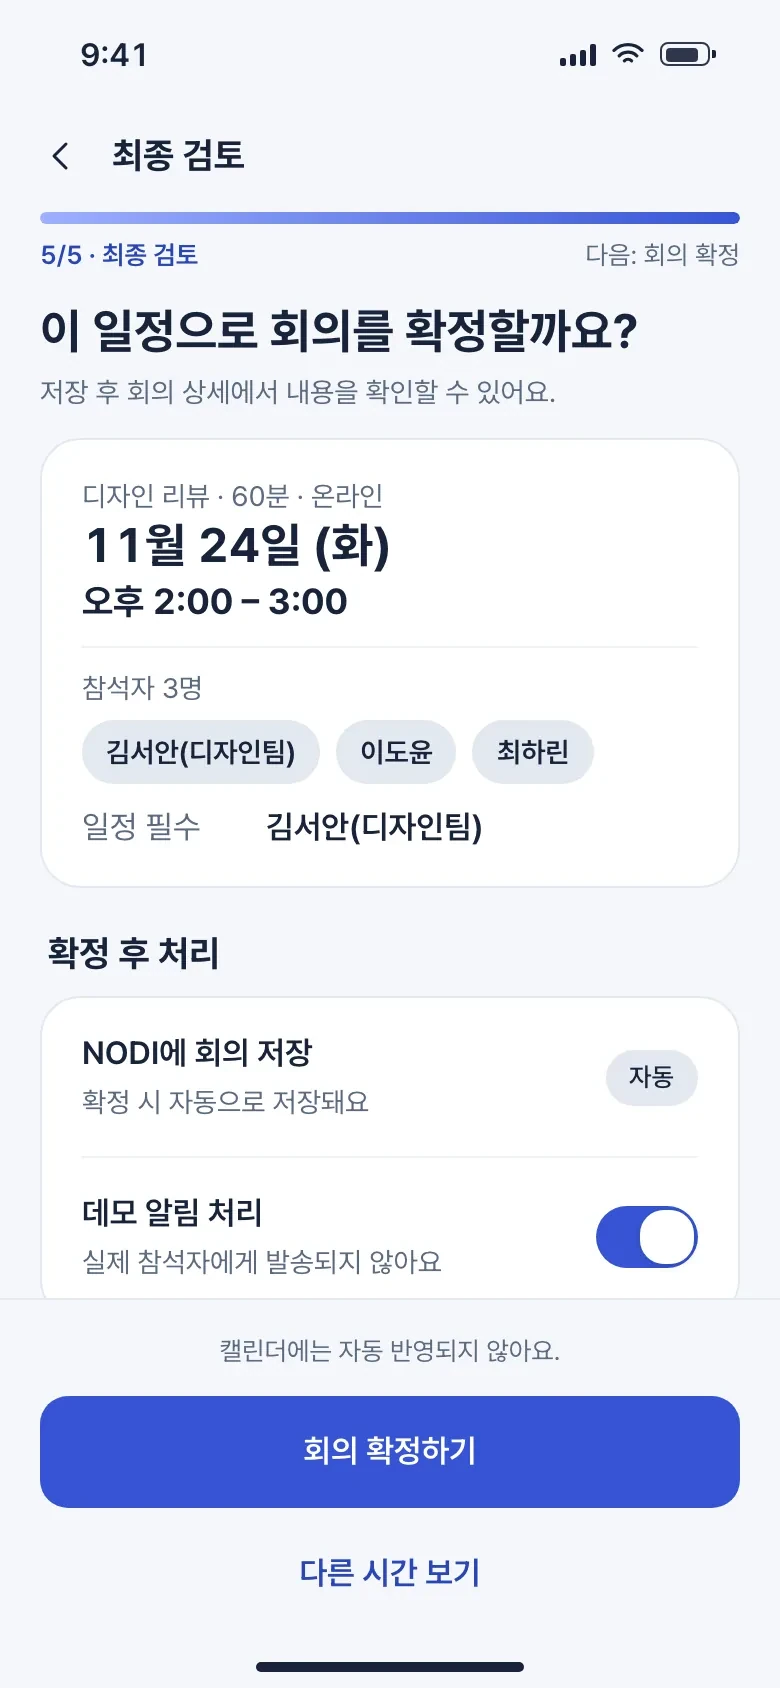 9:41
최종 검토
5/5 · 최종 검토
다음: 회의 확정
이 일정으로 회의를 확정할까요?
저장 후 회의 상세에서 내용을 확인할 수 있어요.
디자인 리뷰 · 60분 · 온라인
11월 24일 (화)
오후 2:00 – 3:00
참석자 3명
김서안(디자인팀) 이도윤 최하린
일정 필수 김서안(디자인팀)
확정 후 처리
NODI에 회의 저장
확정 시 자동으로 저장돼요
자동
데모 알림 처리
실제 참석자에게 발송되지 않아요
캘린더에는 자동 반영되지 않아요.
회의 확정하기
다른 시간 보기